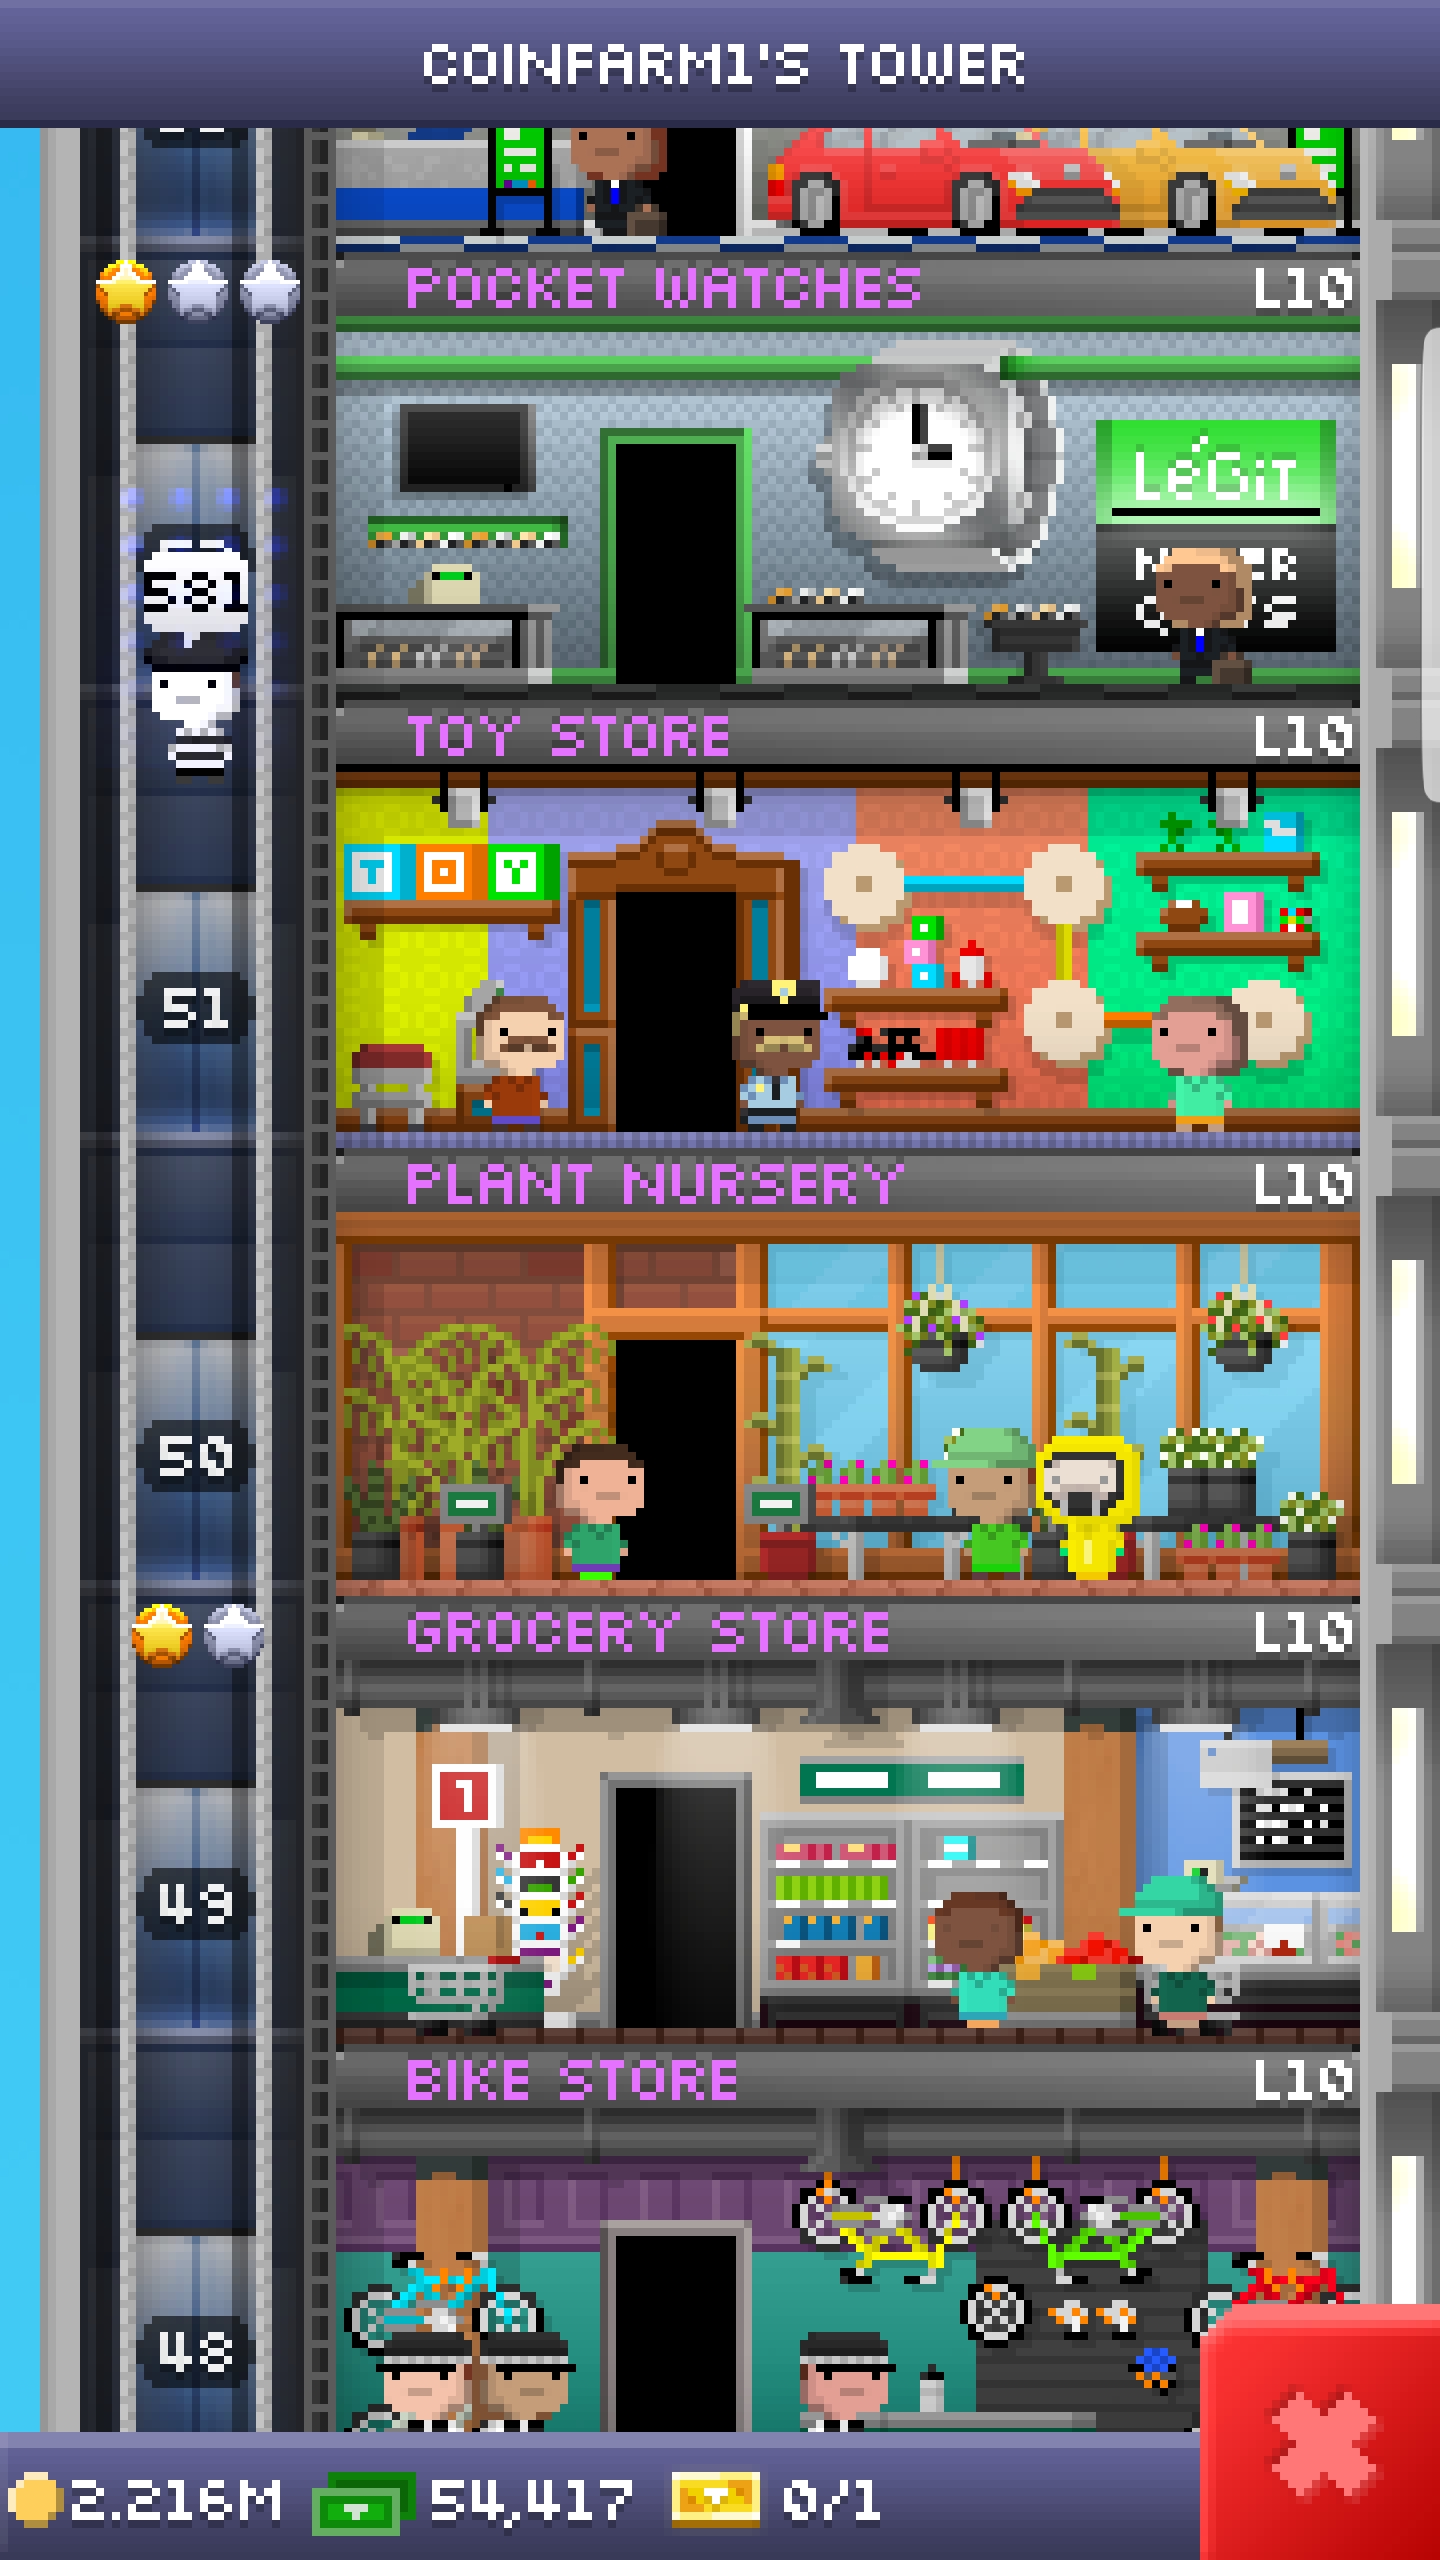 COINFARM1'S TOWER
POCKET WATCHES L10
LéGiT
581
TOY STORE L10
T O Y
51
PLANT NURSERY L10
50
GROCERY STORE L10
1
49
BIKE STORE L10
48
2.216M 54,417 0/1